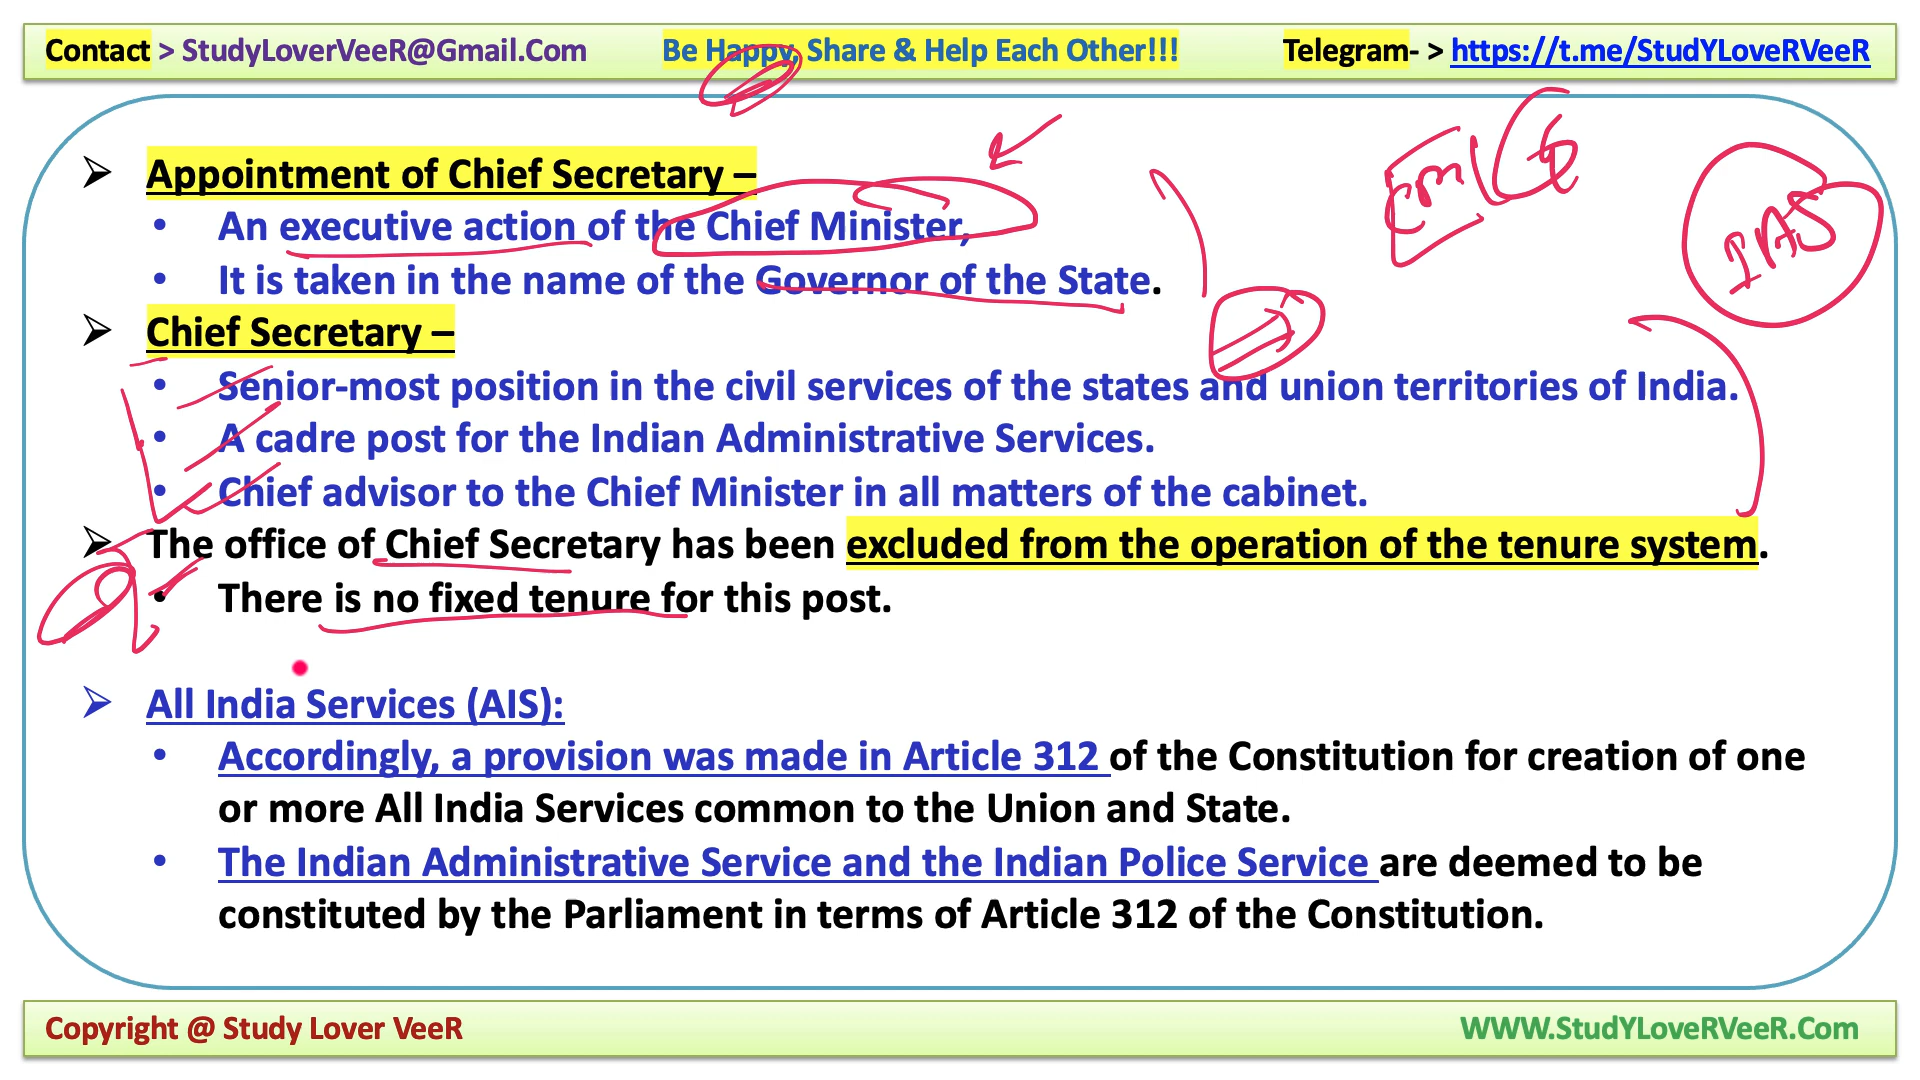 Contact > StudyLoverVeeR@Gmail.Com Be Happy, Share & Help Each Other!!! Telegram- > https://t.me/StudYLoveRVeeR
➢ Appointment of Chief Secretary –
• An executive action of the Chief Minister,
• It is taken in the name of the Governor of the State.
➢ Chief Secretary –
• Senior-most position in the civil services of the states and union territories of India.
• A cadre post for the Indian Administrative Services.
• Chief advisor to the Chief Minister in all matters of the cabinet.
➢ The office of Chief Secretary has been excluded from the operation of the tenure system.
• There is no fixed tenure for this post.
➢ All India Services (AIS):
• Accordingly, a provision was made in Article 312 of the Constitution for creation of one
or more All India Services common to the Union and State.
• The Indian Administrative Service and the Indian Police Service are deemed to be
constituted by the Parliament in terms of Article 312 of the Constitution.
IAS
Copyright @ Study Lover VeeR WWW.StudYLoveRVeeR.Com